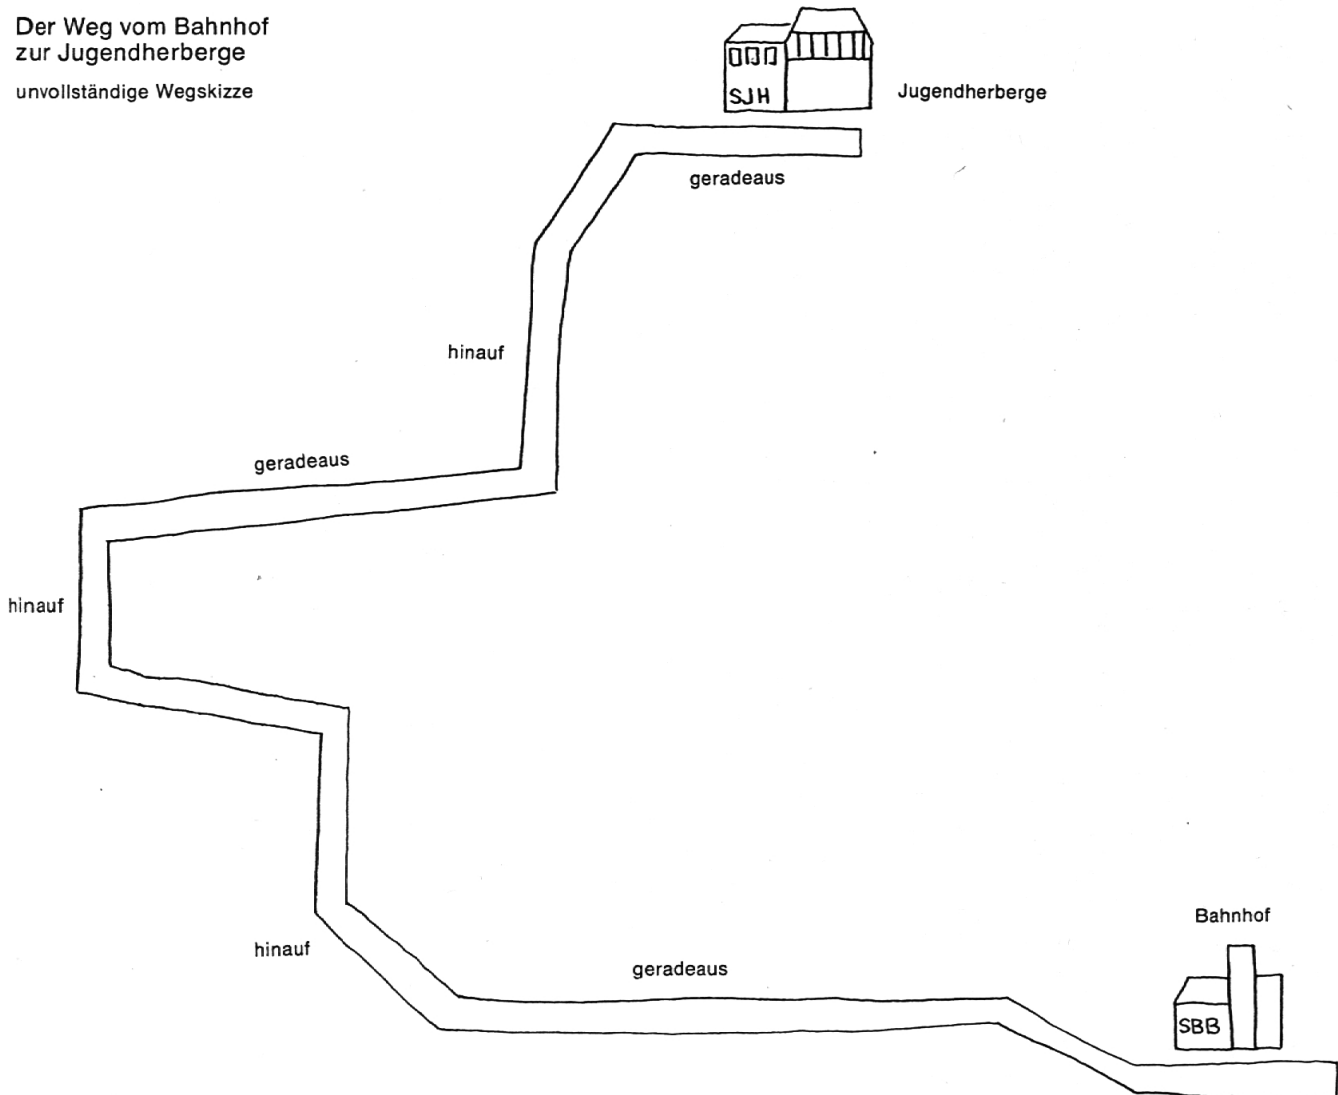 Der Weg vom Bahnhof
zur Jugendherberge
unvollständige Wegskizze
SJH
Jugendherberge
geradeaus
hinauf
geradeaus
hinauf
hinauf
geradeaus
Bahnhof
SBB